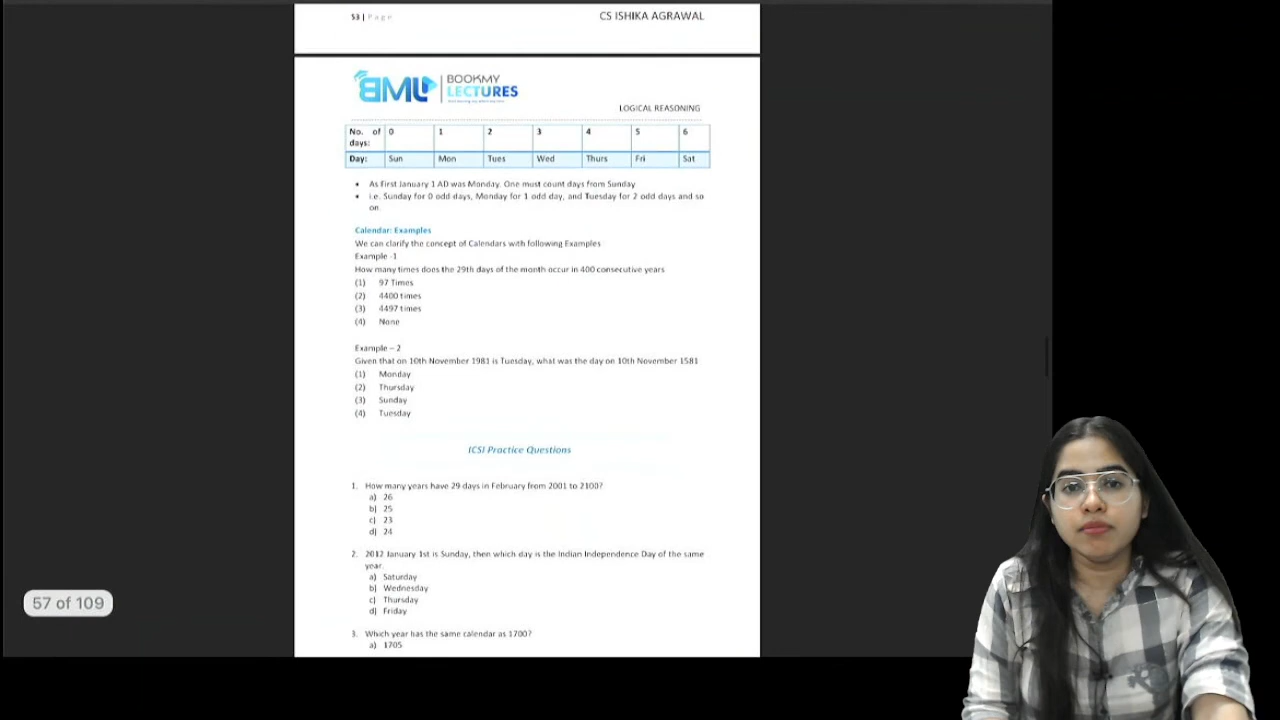 53 | Page
CS ISHIKA AGRAWAL
BML
BOOKMY
LECTURES
LOGICAL REASONING
No. of days: 0 1 2 3 4 5 6
Day: Sun Mon Tues Wed Thurs Fri Sat
• As First January 1 AD was Monday. One must count days from Sunday
• i.e. Sunday for 0 odd days, Monday for 1 odd day, and Tuesday for 2 odd days and so
on.
Calendar: Examples
We can clarify the concept of Calendars with following Examples
Example -1
How many times does the 29th days of the month occur in 400 consecutive years
(1) 97 Times
(2) 4400 times
(3) 4497 times
(4) None
Example – 2
Given that on 10th November 1981 is Tuesday, what was the day on 10th November 1581
(1) Monday
(2) Thursday
(3) Sunday
(4) Tuesday
ICSI Practice Questions
1. How many years have 29 days in February from 2001 to 2100?
a) 26
b) 25
c) 23
d) 24
2. 2012 January 1st is Sunday, then which day is the Indian Independence Day of the same
year.
a) Saturday
b) Wednesday
c) Thursday
d) Friday
3. Which year has the same calendar as 1700?
a) 1705
57 of 109